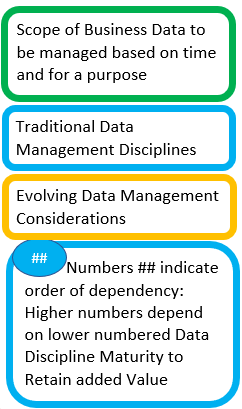 Scope of Business Data to
be managed based on time
and for a purpose
Traditional Data
Management Disciplines
Evolving Data Management
Considerations
##
Numbers ## indicate
order of dependency:
Higher numbers depend
on lower numbered Data
Discipline Maturity to
Retain added Value